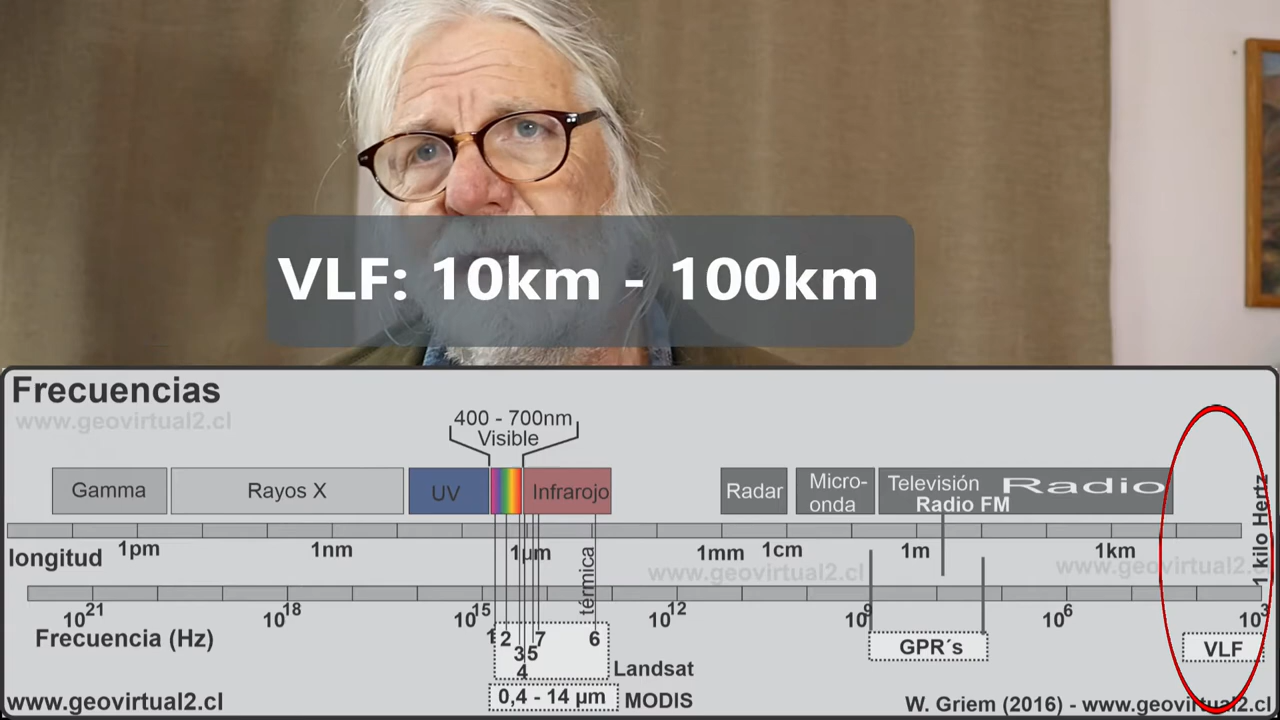 VLF: 10km - 100km
Frecuencias
www.geovirtual2.cl
400 - 700nm
Visible
Gamma
Rayos X
UV
Infrarojo
Radar
Micro-
onda
Televisión
Radio
Radio FM
1 kilo Hertz
longitud
1pm
1nm
1µm
térmica
1mm
1cm
1m
1km
www.geovirtual2.cl
www.geovirtual2.cl
10²¹
10¹⁸
10¹⁵
10¹²
10⁹
10⁶
10³
Frecuencia (Hz)
1 2 7 6
3 5
4
Landsat
GPR´s
VLF
0,4 - 14 µm
MODIS
www.geovirtual2.cl
W. Griem (2016) - www.geovirtual2.cl